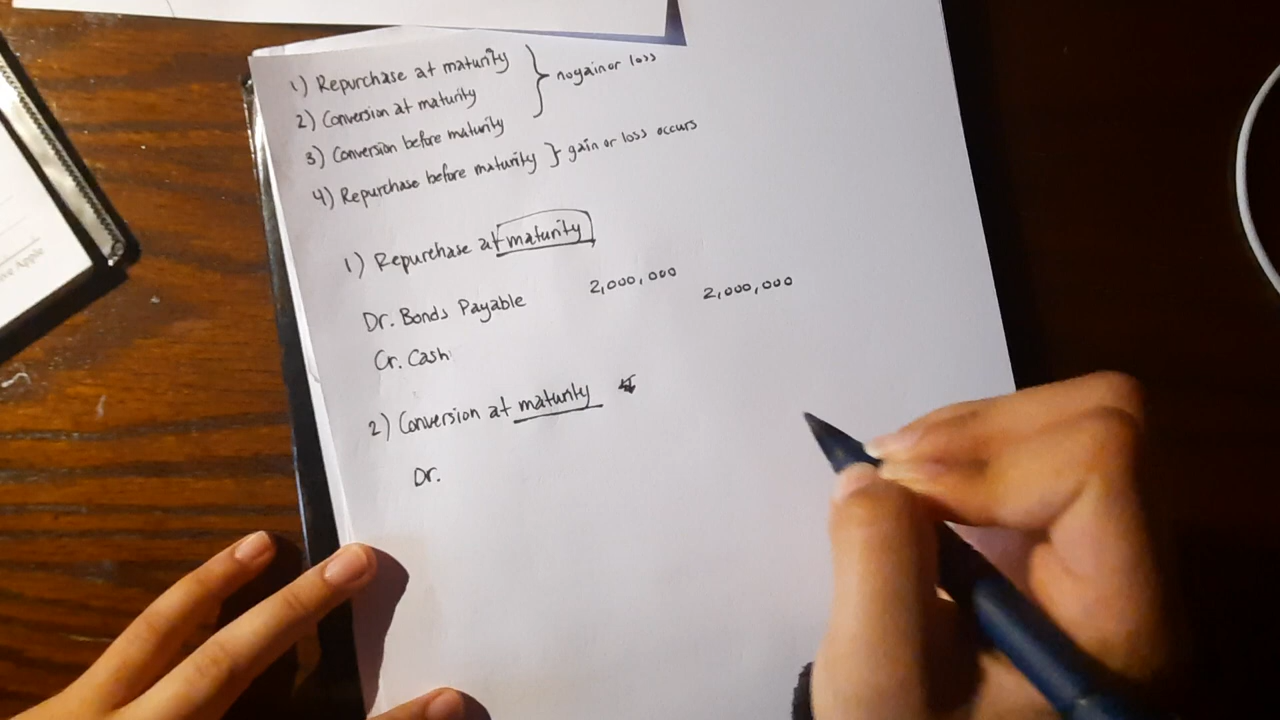 1) Repurchase at maturity
2) Conversion at maturity
3) Conversion before maturity
} no gain or loss
4) Repurchase before maturity } gain or loss occurs
1) Repurchase at maturity
Dr. Bonds Payable 2,000,000
Cr. Cash 2,000,000
2) Conversion at maturity
Dr.
ve Apple